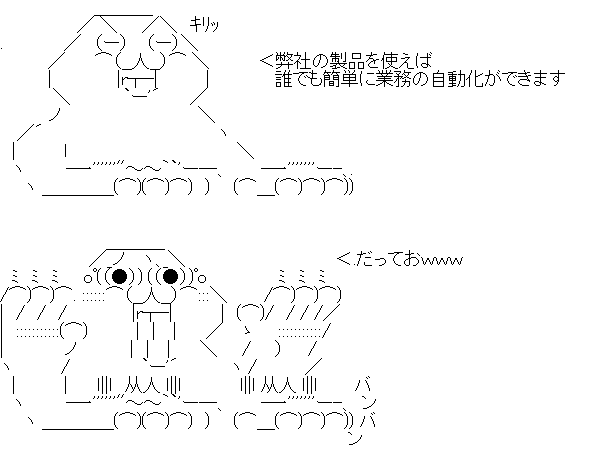 キリッ
＜弊社の製品を使えば
誰でも簡単に業務の自動化ができます
＜だっておwww
バンバン